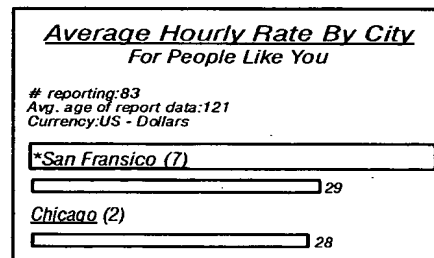 Average Hourly Rate By City
For People Like You
# reporting:83
Avg. age of report data:121
Currency:US - Dollars
*San Fransico (7)
29
Chicago (2)
28